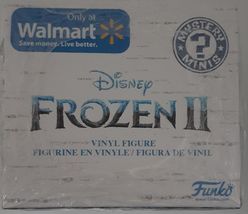 Only at
Walmart
Save money. Live better.
MYSTERY
?
MINIS
Disney
FROZEN II
VINYL FIGURE
FIGURINE EN VINYLE / FIGURA DE VINIL
Funko